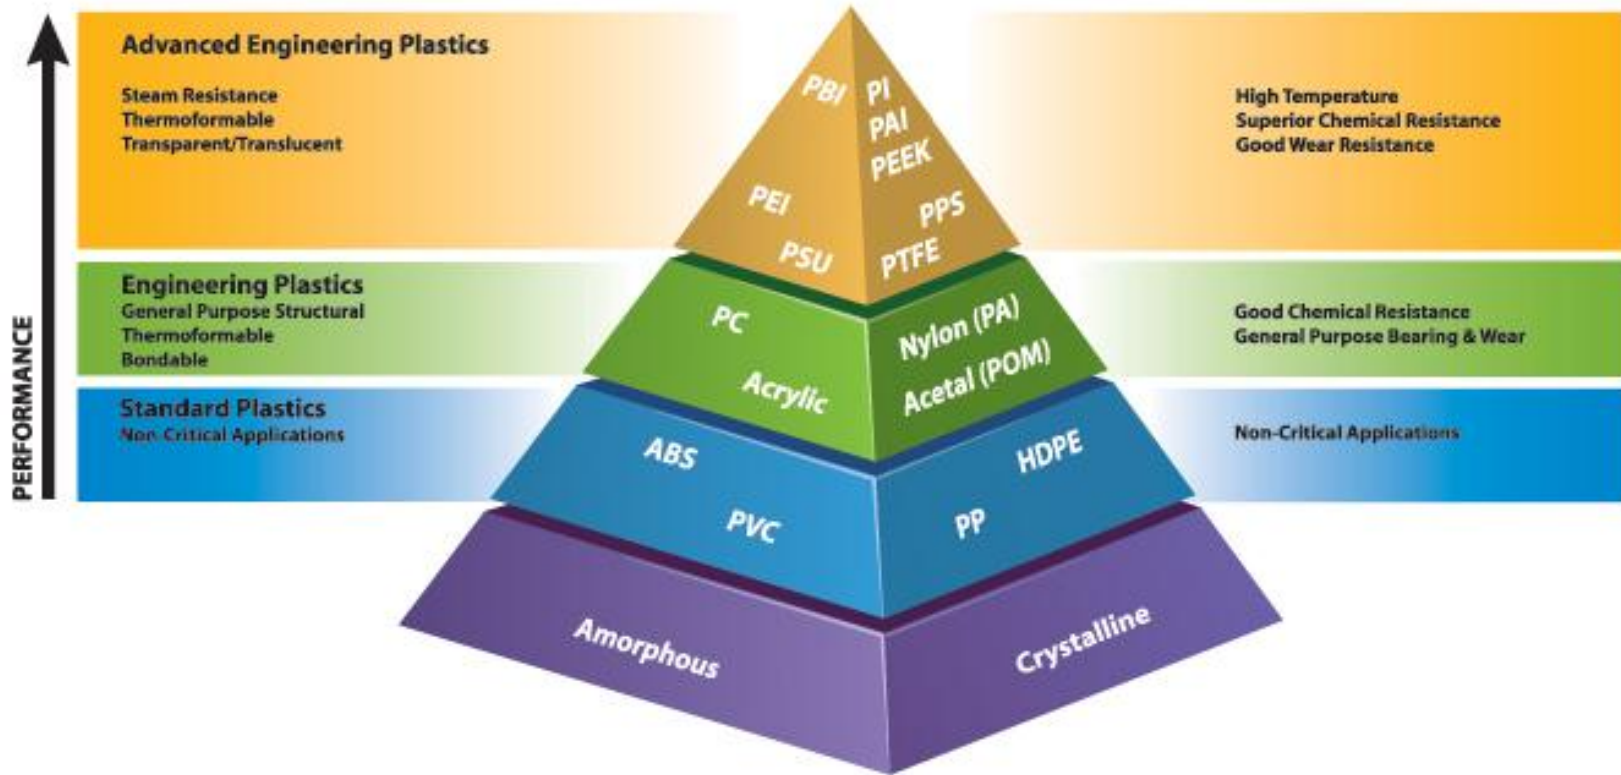 Advanced Engineering Plastics
Steam Resistance
Thermoformable
Transparent/Translucent
High Temperature
Superior Chemical Resistance
Good Wear Resistance
PBI
PI
PAI
PEEK
PEI
PPS
PSU
PTFE
Engineering Plastics
General Purpose Structural
Thermoformable
Bondable
Good Chemical Resistance
General Purpose Bearing & Wear
PC
Nylon (PA)
Acrylic
Acetal (POM)
Standard Plastics
Non-Critical Applications
Non-Critical Applications
ABS
HDPE
PVC
PP
Amorphous
Crystalline
PERFORMANCE